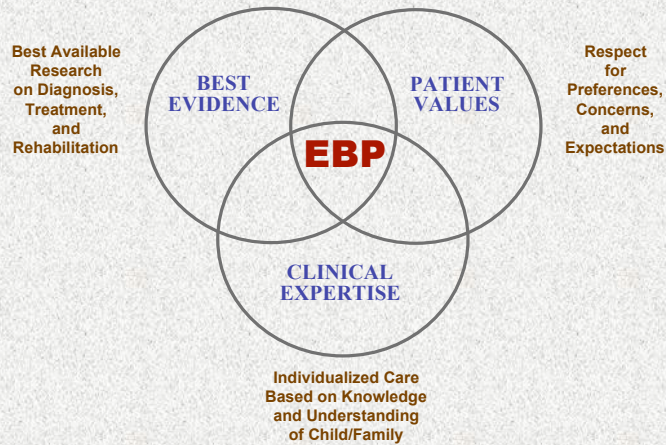 Best Available
Research
on Diagnosis,
Treatment,
and
Rehabilitation
BEST
EVIDENCE
PATIENT
VALUES
Respect
for
Preferences,
Concerns,
and
Expectations
EBP
CLINICAL
EXPERTISE
Individualized Care
Based on Knowledge
and Understanding
of Child/Family